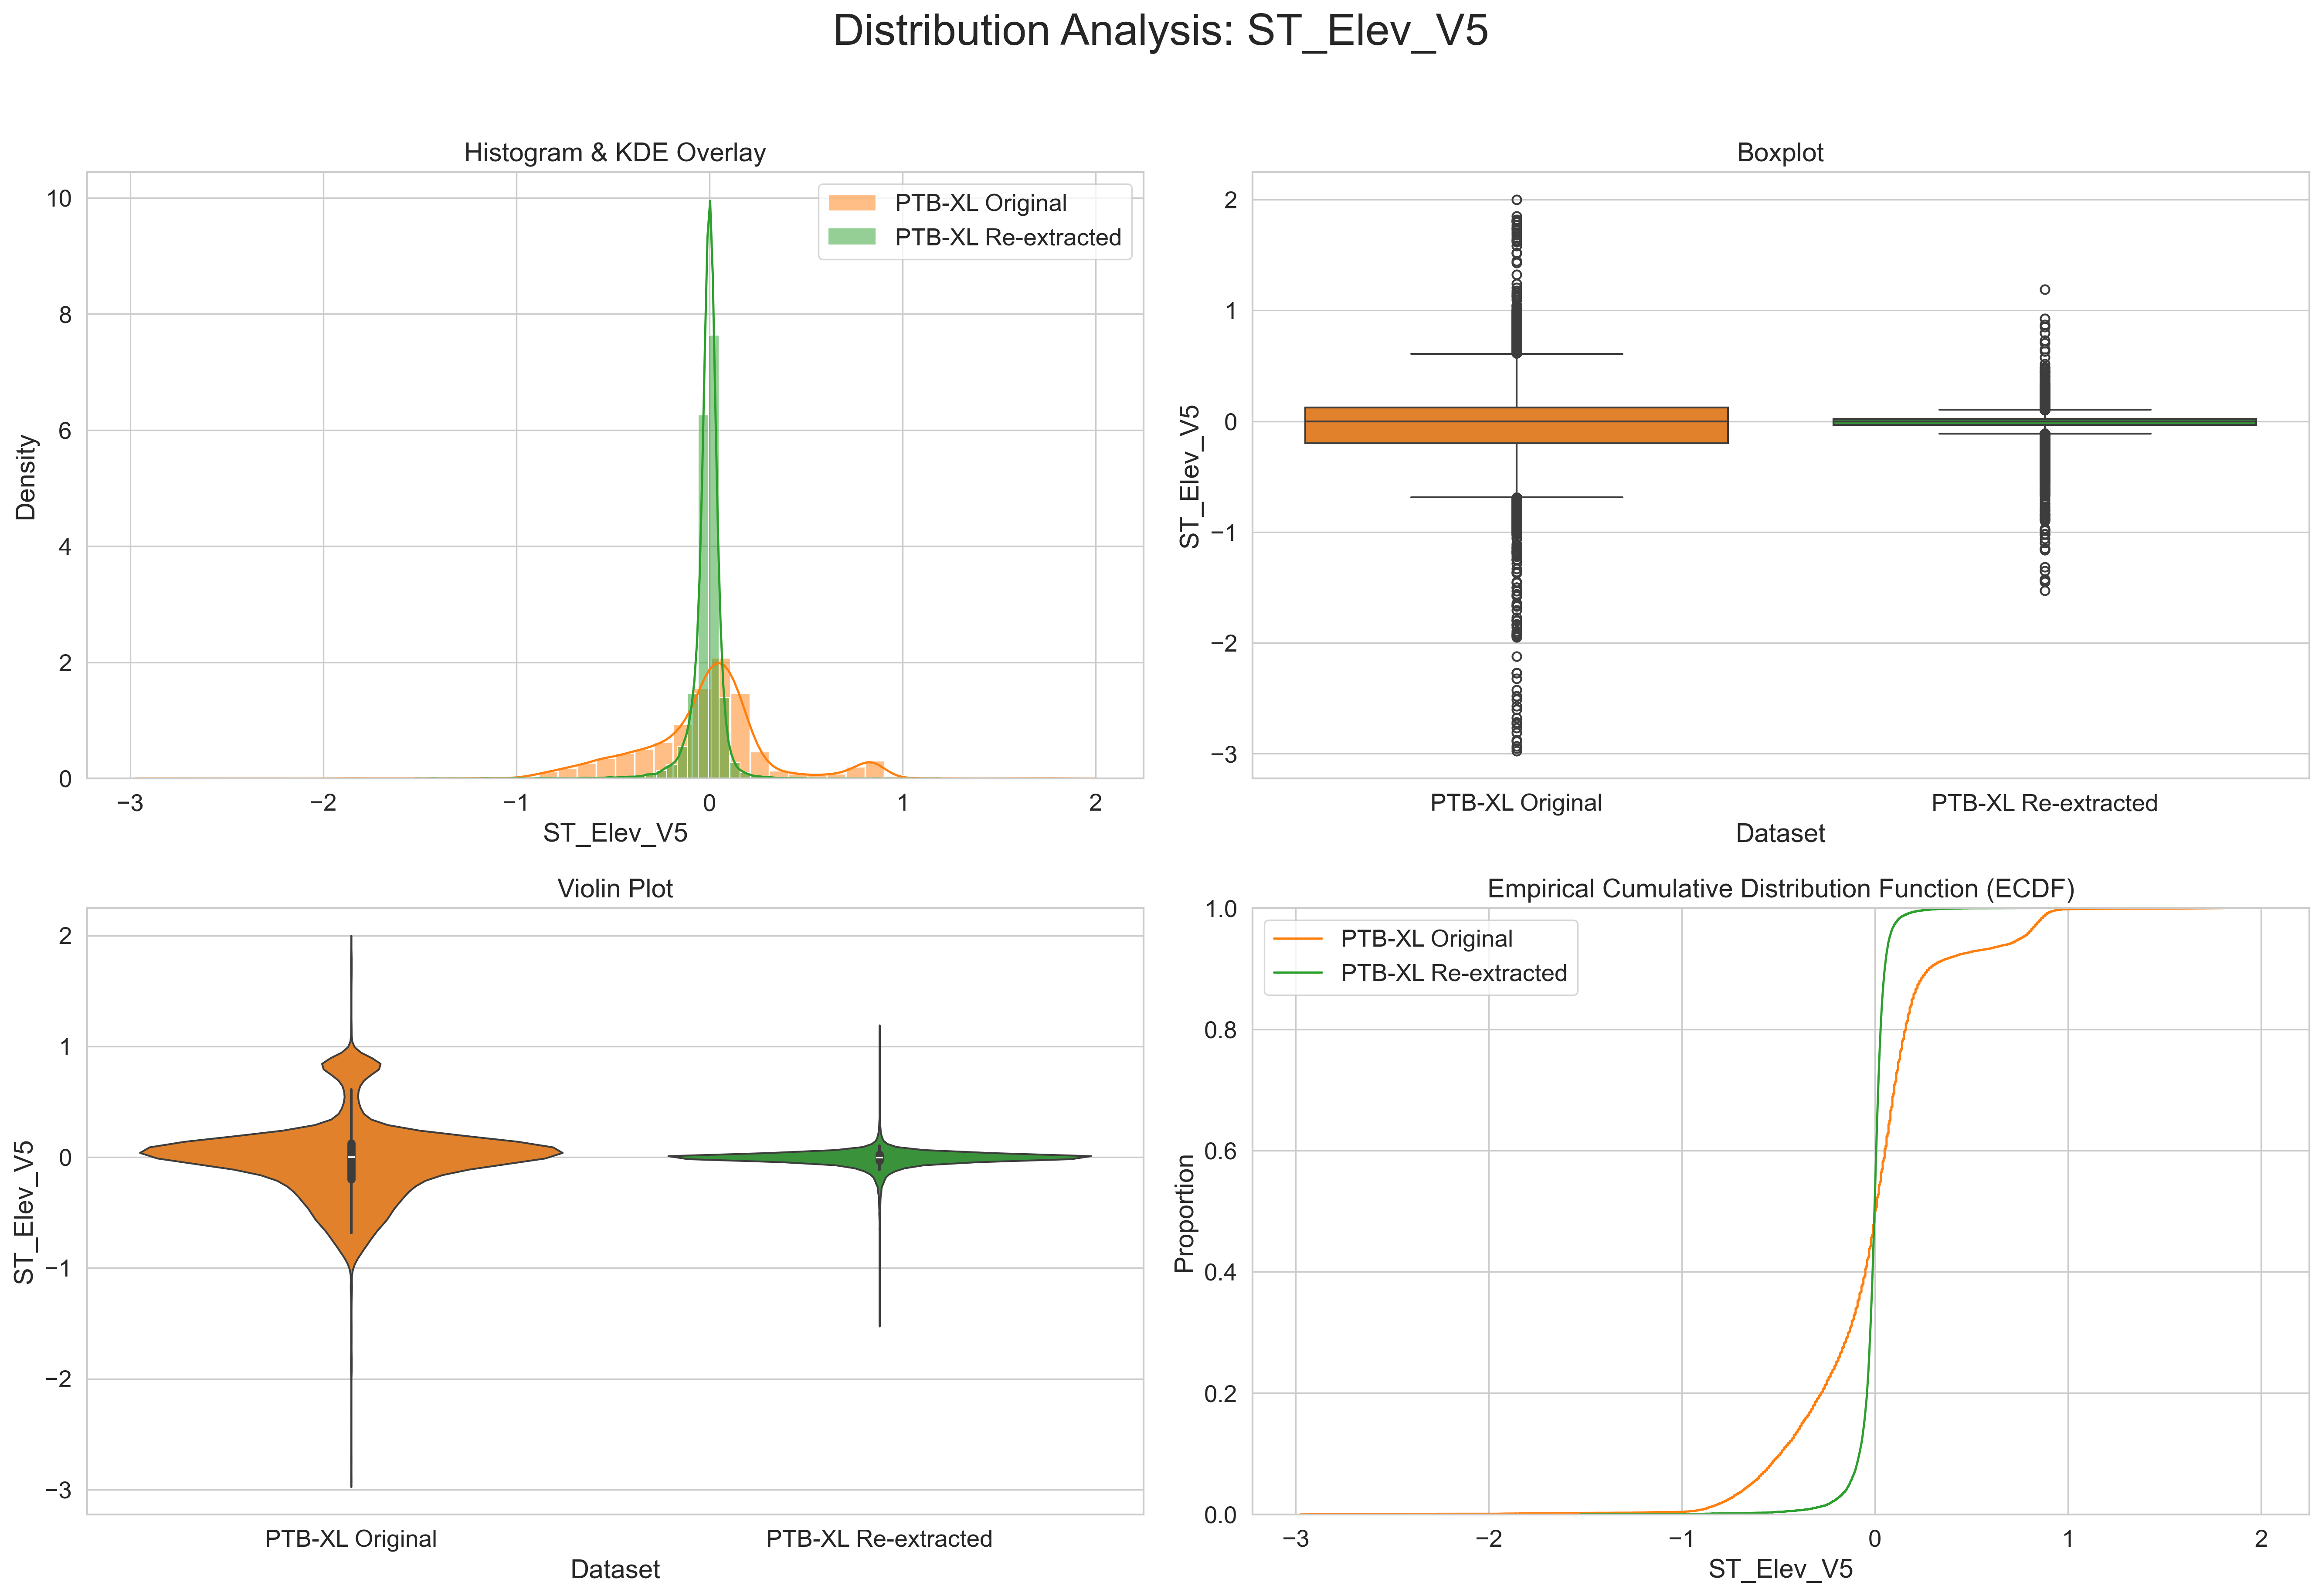 Distribution Analysis: ST_Elev_V5
Histogram & KDE Overlay
10
8
6
4
2
0
Density
PTB-XL Original
PTB-XL Re-extracted
−3
−2
−1
0
1
2
ST_Elev_V5
Boxplot
2
1
0
−1
−2
−3
ST_Elev_V5
PTB-XL Original
PTB-XL Re-extracted
Dataset
Violin Plot
2
1
0
−1
−2
−3
ST_Elev_V5
PTB-XL Original
PTB-XL Re-extracted
Dataset
Empirical Cumulative Distribution Function (ECDF)
1.0
0.8
0.6
0.4
0.2
0.0
Proportion
PTB-XL Original
PTB-XL Re-extracted
−3
−2
−1
0
1
2
ST_Elev_V5